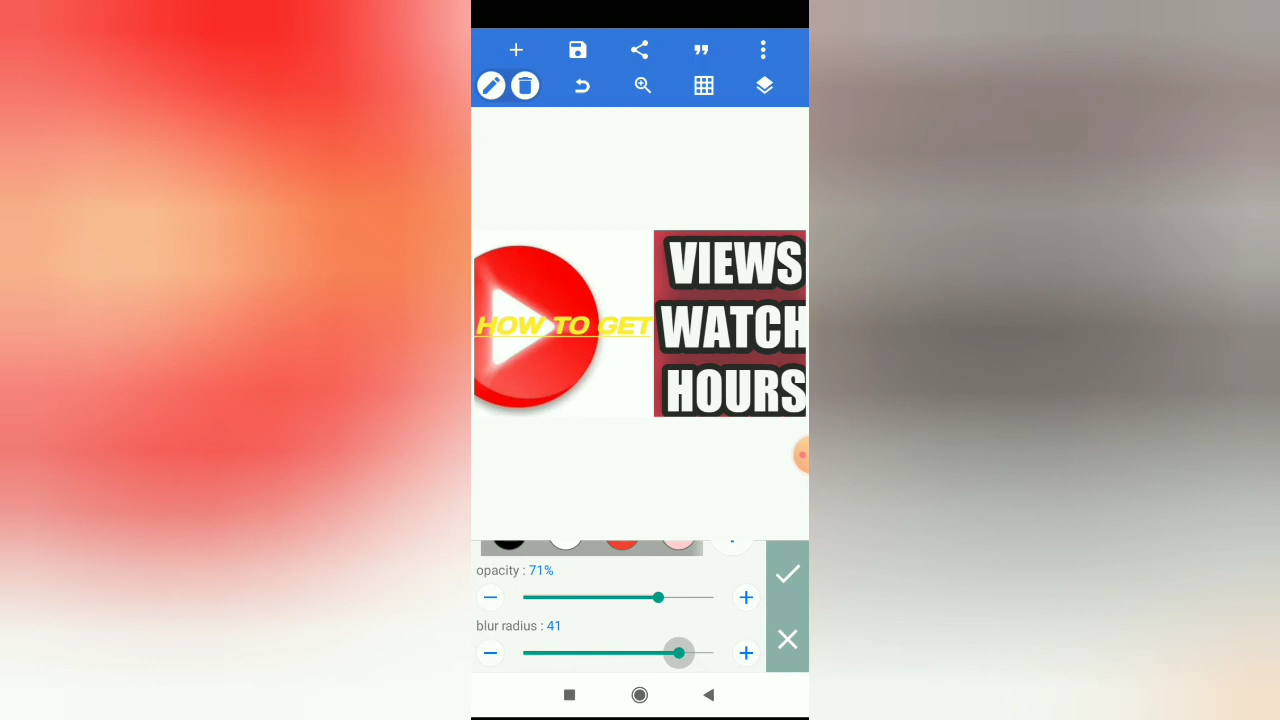 HOW TO GET
VIEWS
WATCH
HOURS
opacity : 71%
blur radius : 41